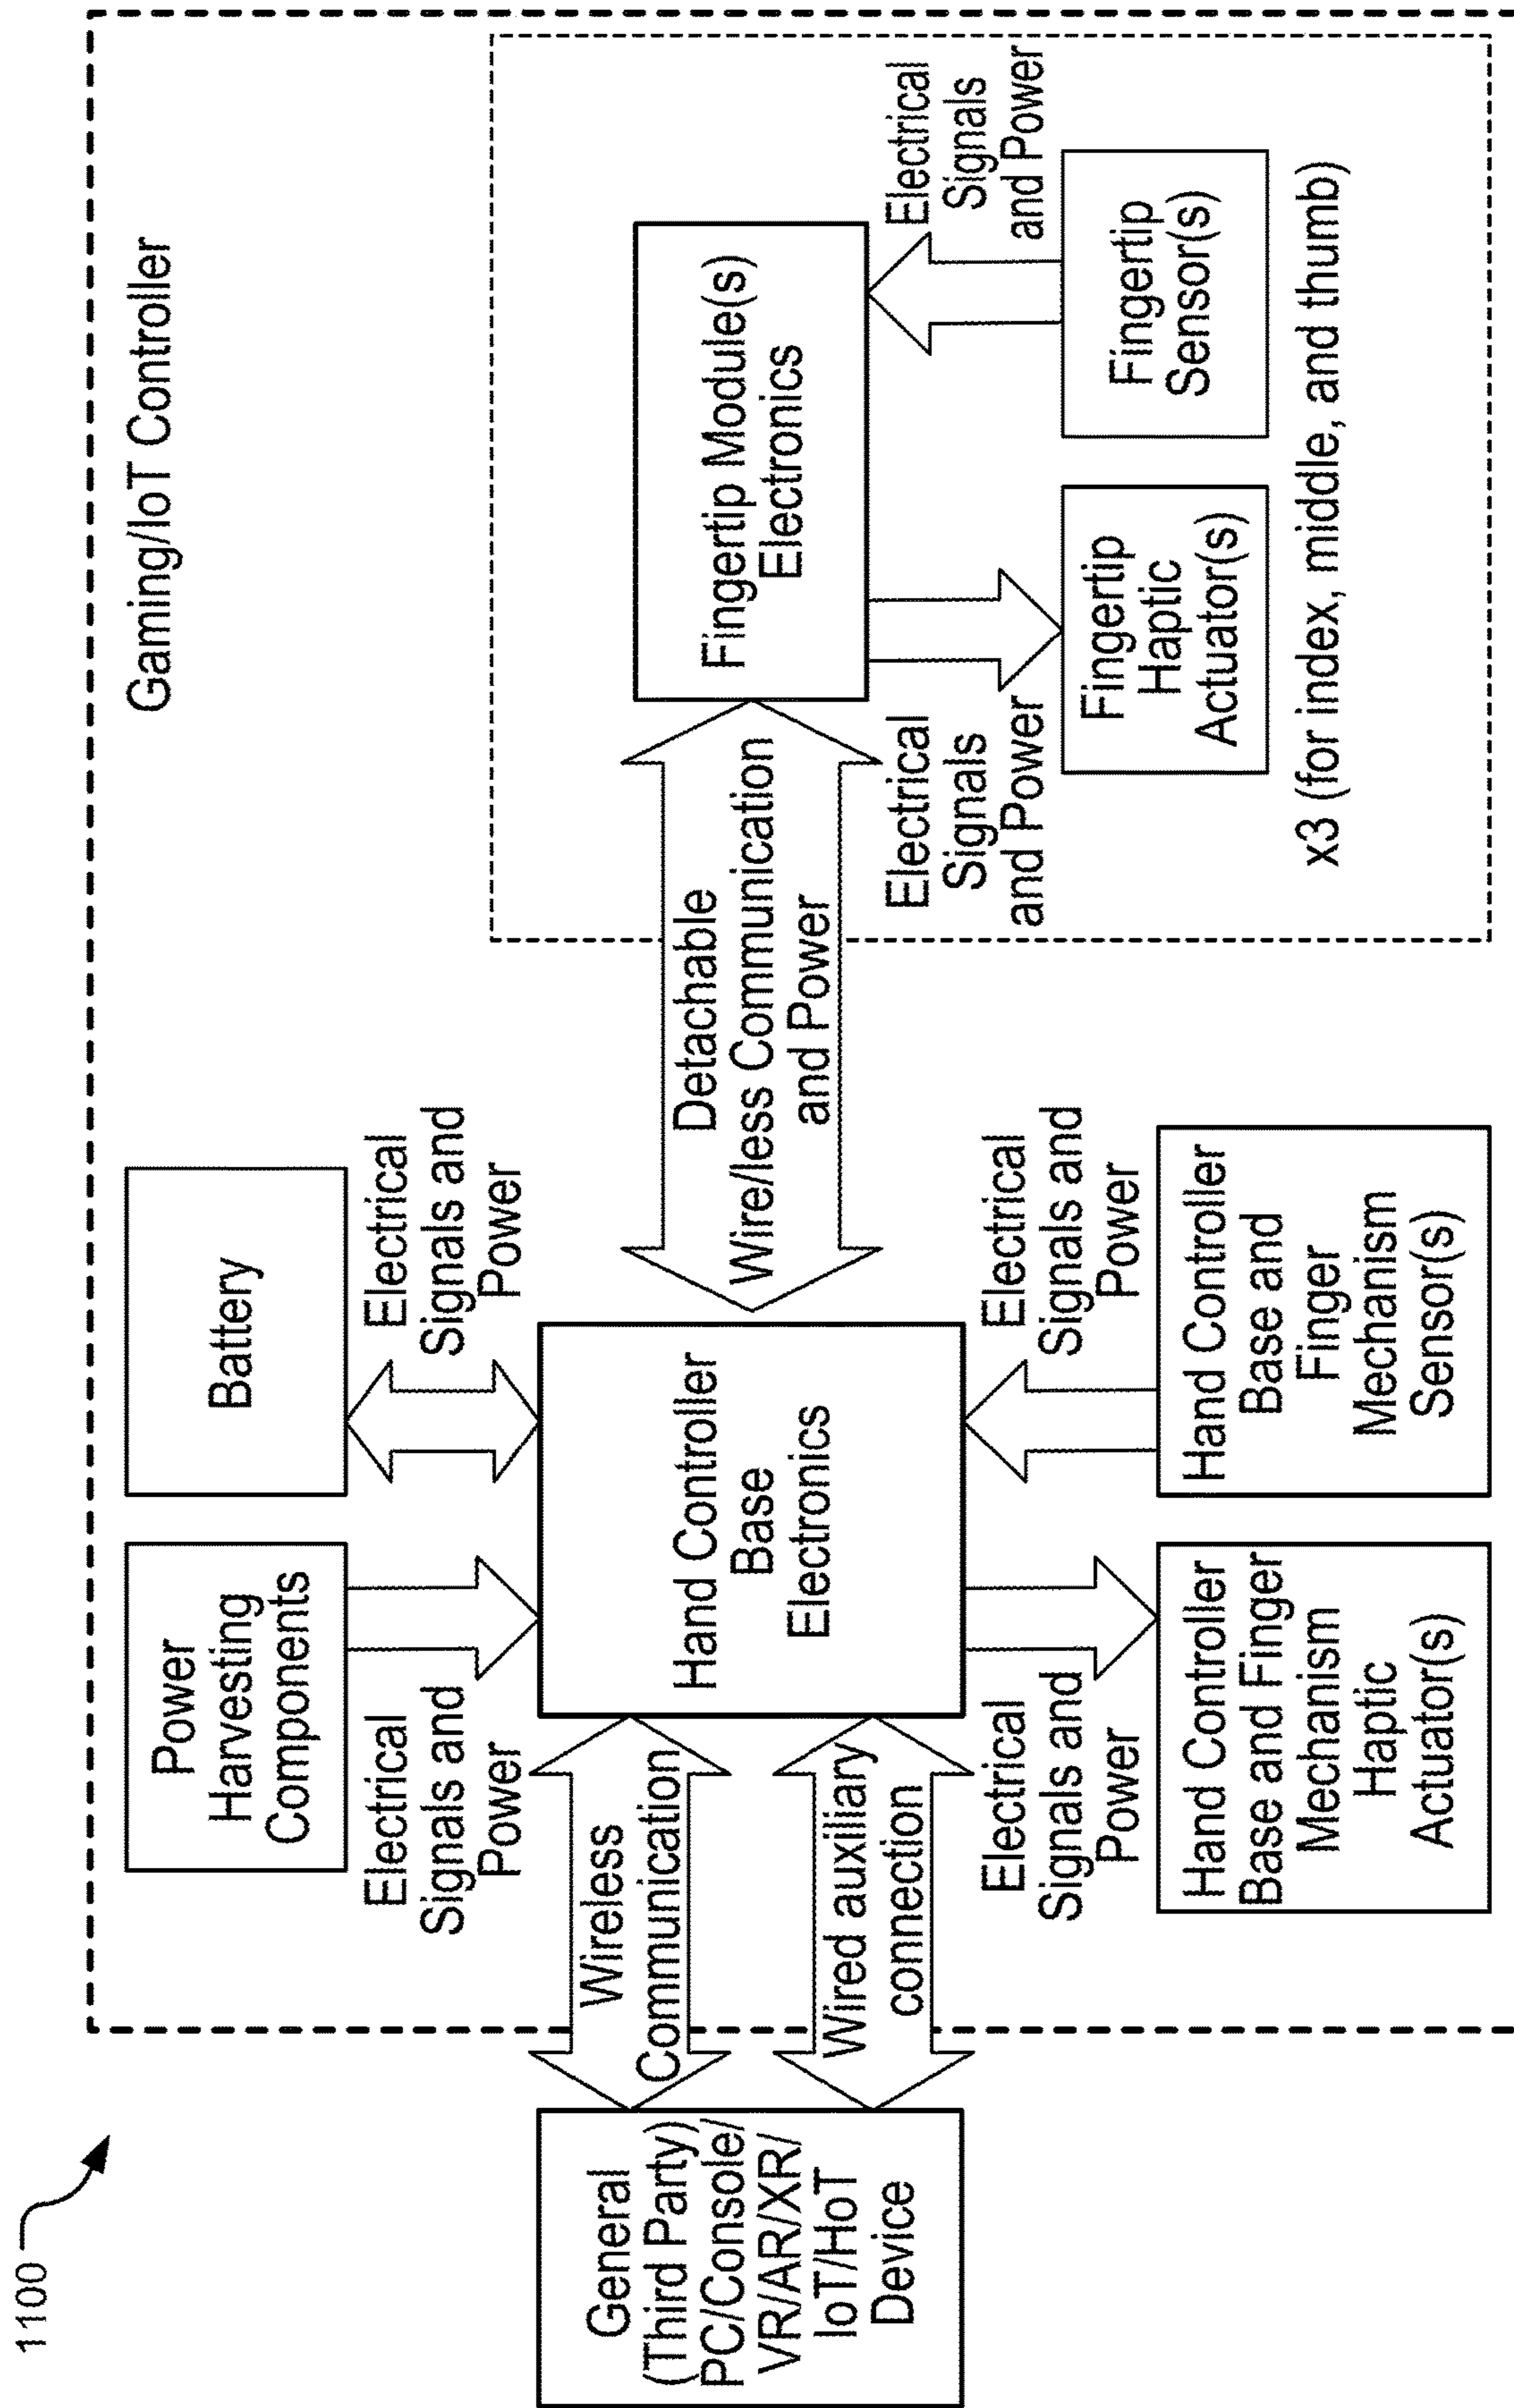 1100
Gaming/IoT Controller
Power
Harvesting
Components
Battery
Electrical
Signals and
Power
Electrical
Signals and
Power
General
(Third Party)
PC/Console/
VR/AR/XR/
IoT/HoT
Device
Wireless
Communication
Wired auxiliary
connection
Hand Controller
Base
Electronics
Detachable
Wire/less Communication
and Power
Fingertip Module(s)
Electronics
Electrical
Signals
and Power
Electrical
Signals
and Power
Fingertip
Haptic
Actuator(s)
Fingertip
Sensor(s)
x3 (for index, middle, and thumb)
Electrical
Signals and
Power
Electrical
Signals and
Power
Hand Controller
Base and Finger
Mechanism
Haptic
Actuator(s)
Hand Controller
Base and
Finger
Mechanism
Sensor(s)